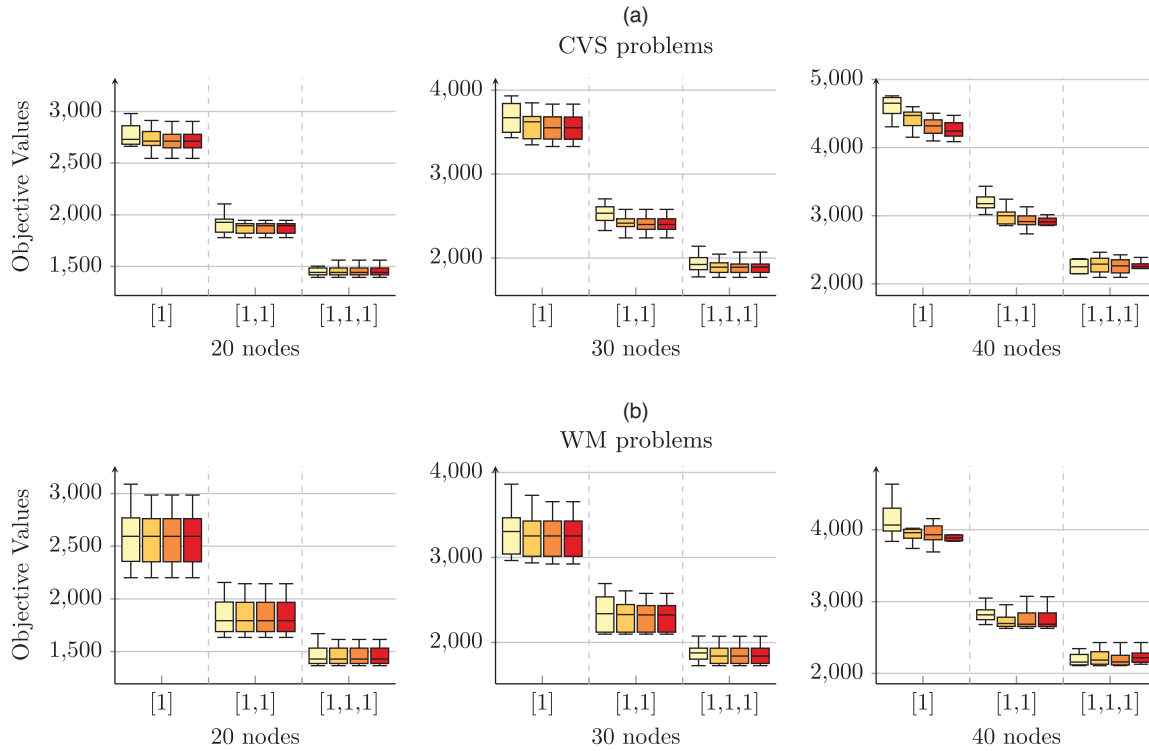 (a)
CVS problems
Objective Values
3,000
2,500
2,000
1,500
[1] [1,1] [1,1,1]
20 nodes
4,000
3,000
2,000
[1] [1,1] [1,1,1]
30 nodes
5,000
4,000
3,000
2,000
[1] [1,1] [1,1,1]
40 nodes
(b)
WM problems
Objective Values
3,000
2,500
2,000
1,500
[1] [1,1] [1,1,1]
20 nodes
4,000
3,000
2,000
[1] [1,1] [1,1,1]
30 nodes
4,000
3,000
2,000
[1] [1,1] [1,1,1]
40 nodes